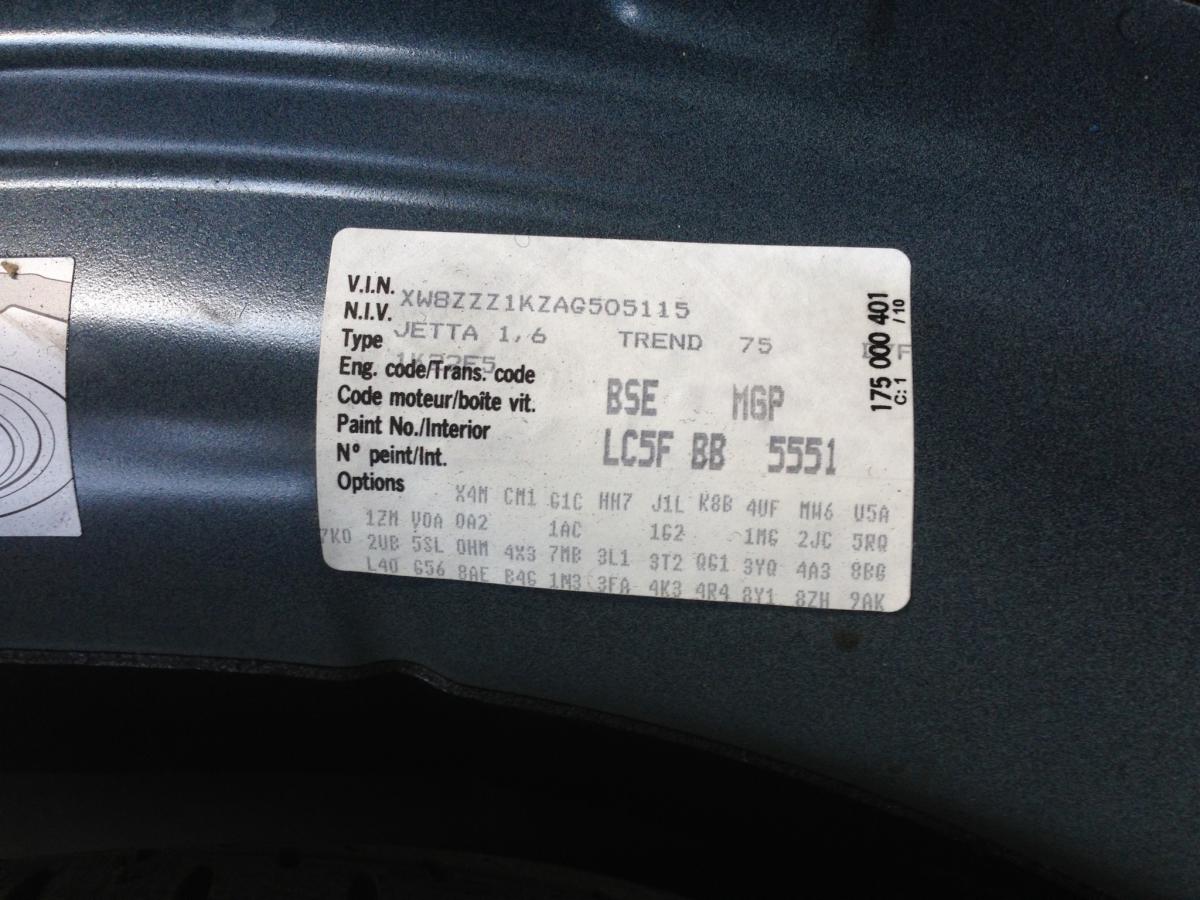 V.I.N.
N.I.V.
XW8ZZZ1KZAG505115
Type JETTA 1,6 TREND 75
Eng. code/Trans. code
Code moteur/boîte vit.
BSE MGP
Paint No./Interior
N° peint/Int.
LC5F BB 5551
Options
X4M CM1 G1C HH7 J1L K8B 4UF MW6 U5A
1ZM V0A 0A2 1AC 1G2 1MG 2JC 5RQ
7K0 2UB 5SL 0HM 4X3 7MB 3L1 3T2 QG1 3YQ 4A3 8BG
L40 G56 8AE B4G 1N3 3FA 4K3 4R4 8Y1 8ZH 9AK
175 000 401
C: 1 / 10